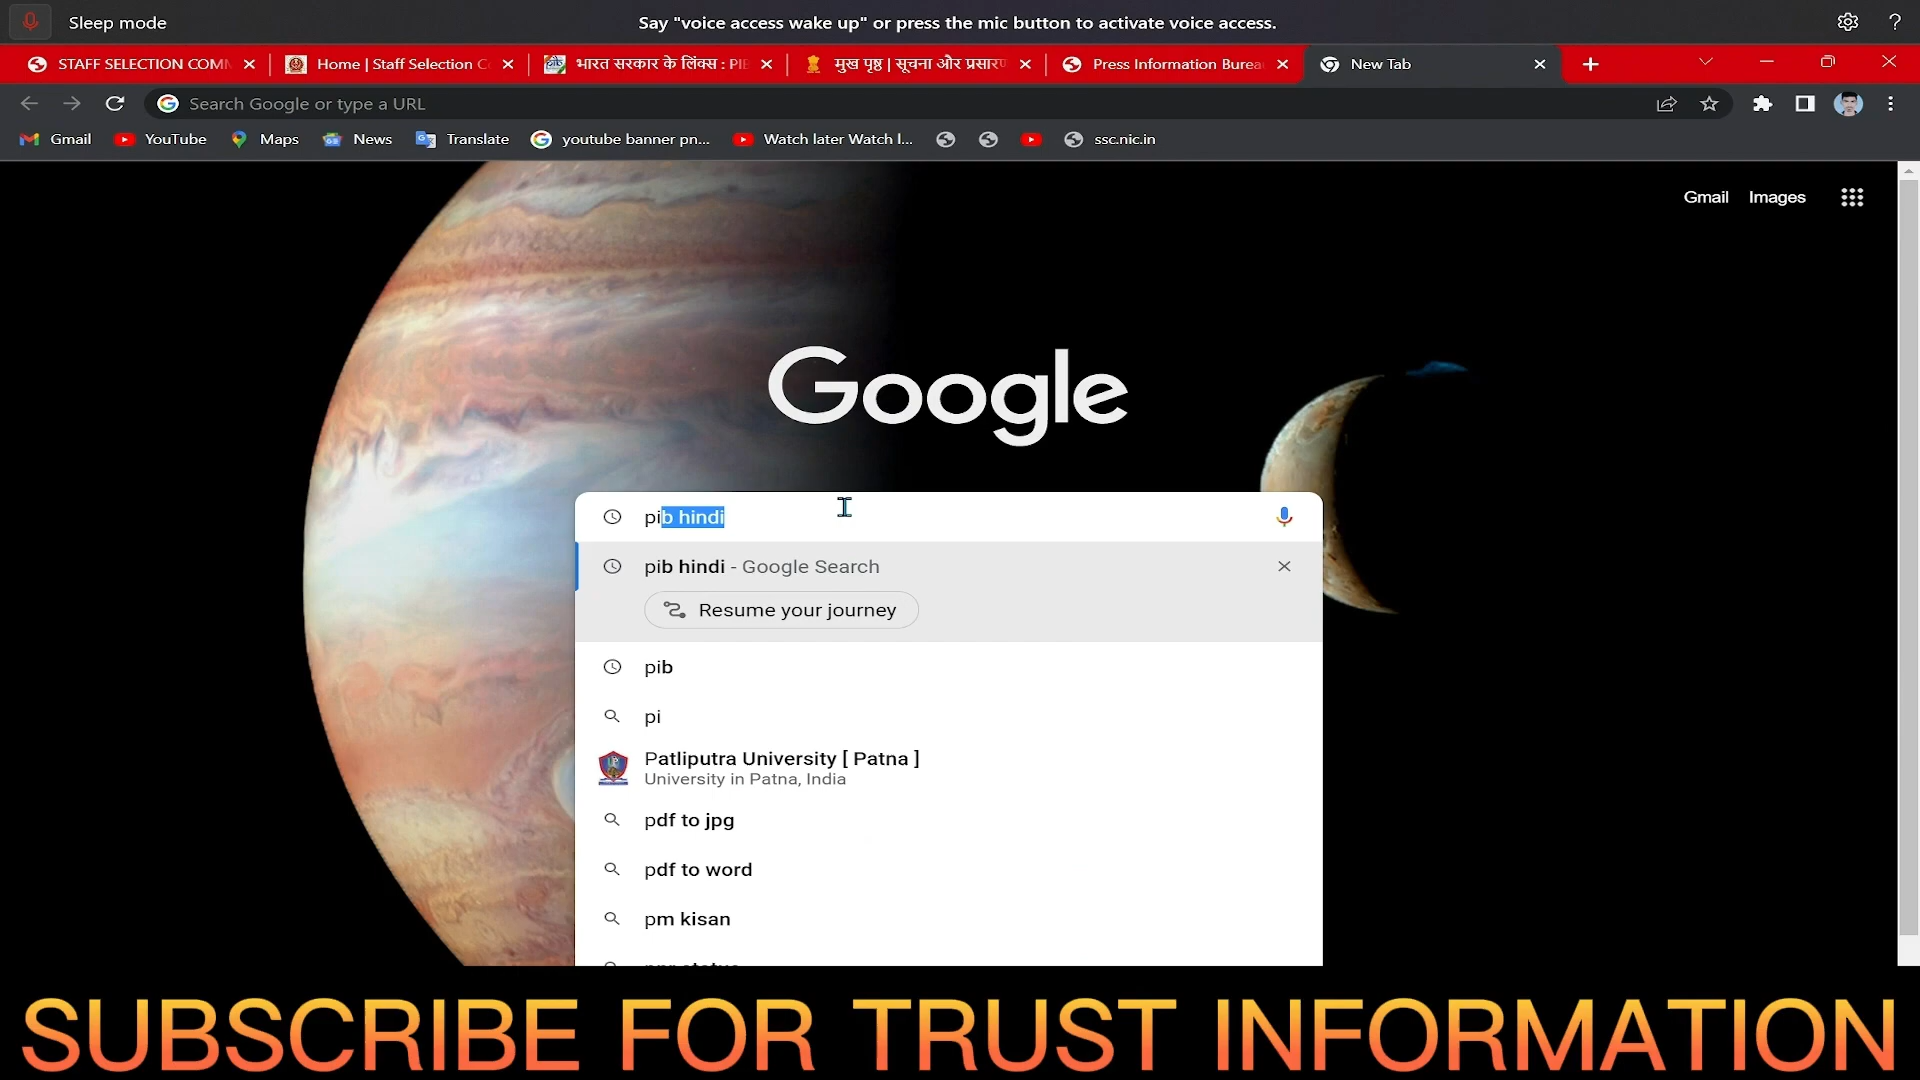 Sleep mode
Say "voice access wake up" or press the mic button to activate voice access.
STAFF SELECTION COMM
Home | Staff Selection C
भारत सरकार के लिंक्स : PIB
मुख पृष्ठ | सूचना और प्रसारण
Press Information Bureau
New Tab
Search Google or type a URL
Gmail
YouTube
Maps
News
Translate
youtube banner pn...
Watch later Watch l...
ssc.nic.in
Gmail
Images
Google
pib hindi
pib hindi - Google Search
Resume your journey
pib
pi
Patliputra University [ Patna ]
University in Patna, India
pdf to jpg
pdf to word
pm kisan
SUBSCRIBE FOR TRUST INFORMATION